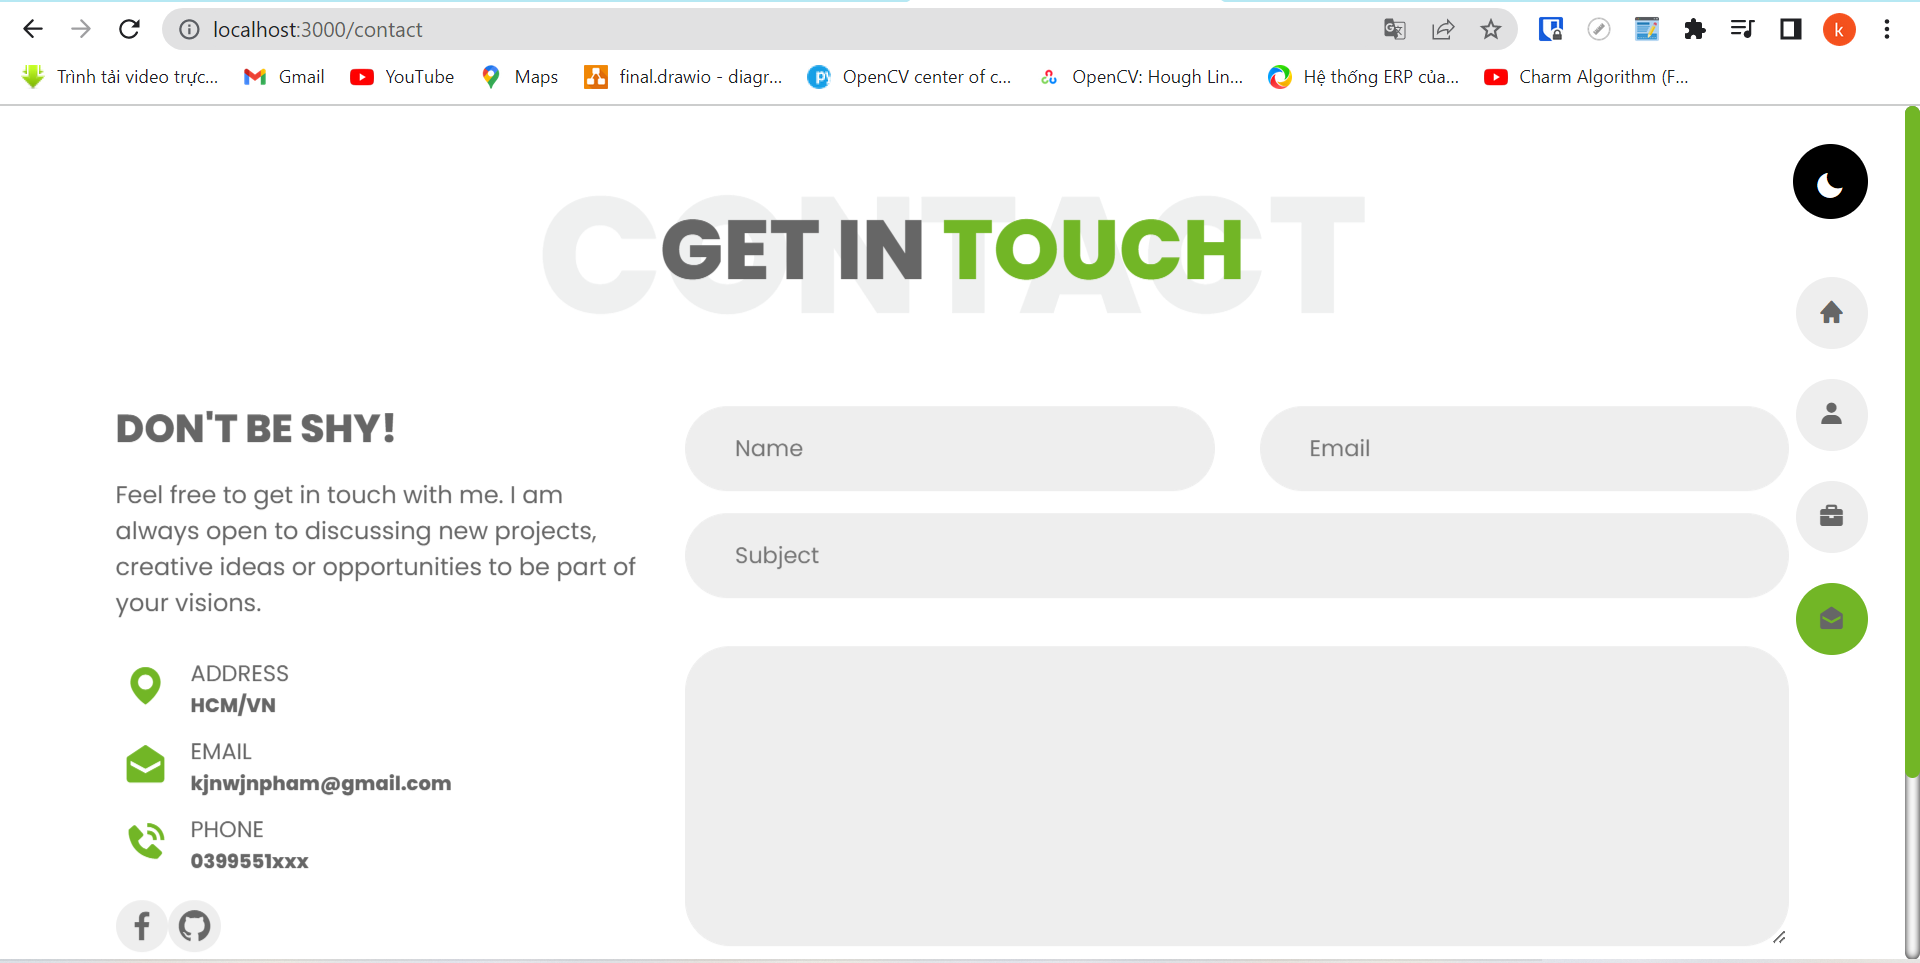 localhost:3000/contact
k
Trình tải video trực...
Gmail
YouTube
Maps
final.drawio - diagr...
OpenCV center of c...
OpenCV: Hough Lin...
Hệ thống ERP của...
Charm Algorithm (F...
CONTACT
GET IN TOUCH
DON'T BE SHY!
Feel free to get in touch with me. I am
always open to discussing new projects,
creative ideas or opportunities to be part of
your visions.
ADDRESS
HCM/VN
EMAIL
kjnwjnpham@gmail.com
PHONE
0399551xxx
Name
Email
Subject